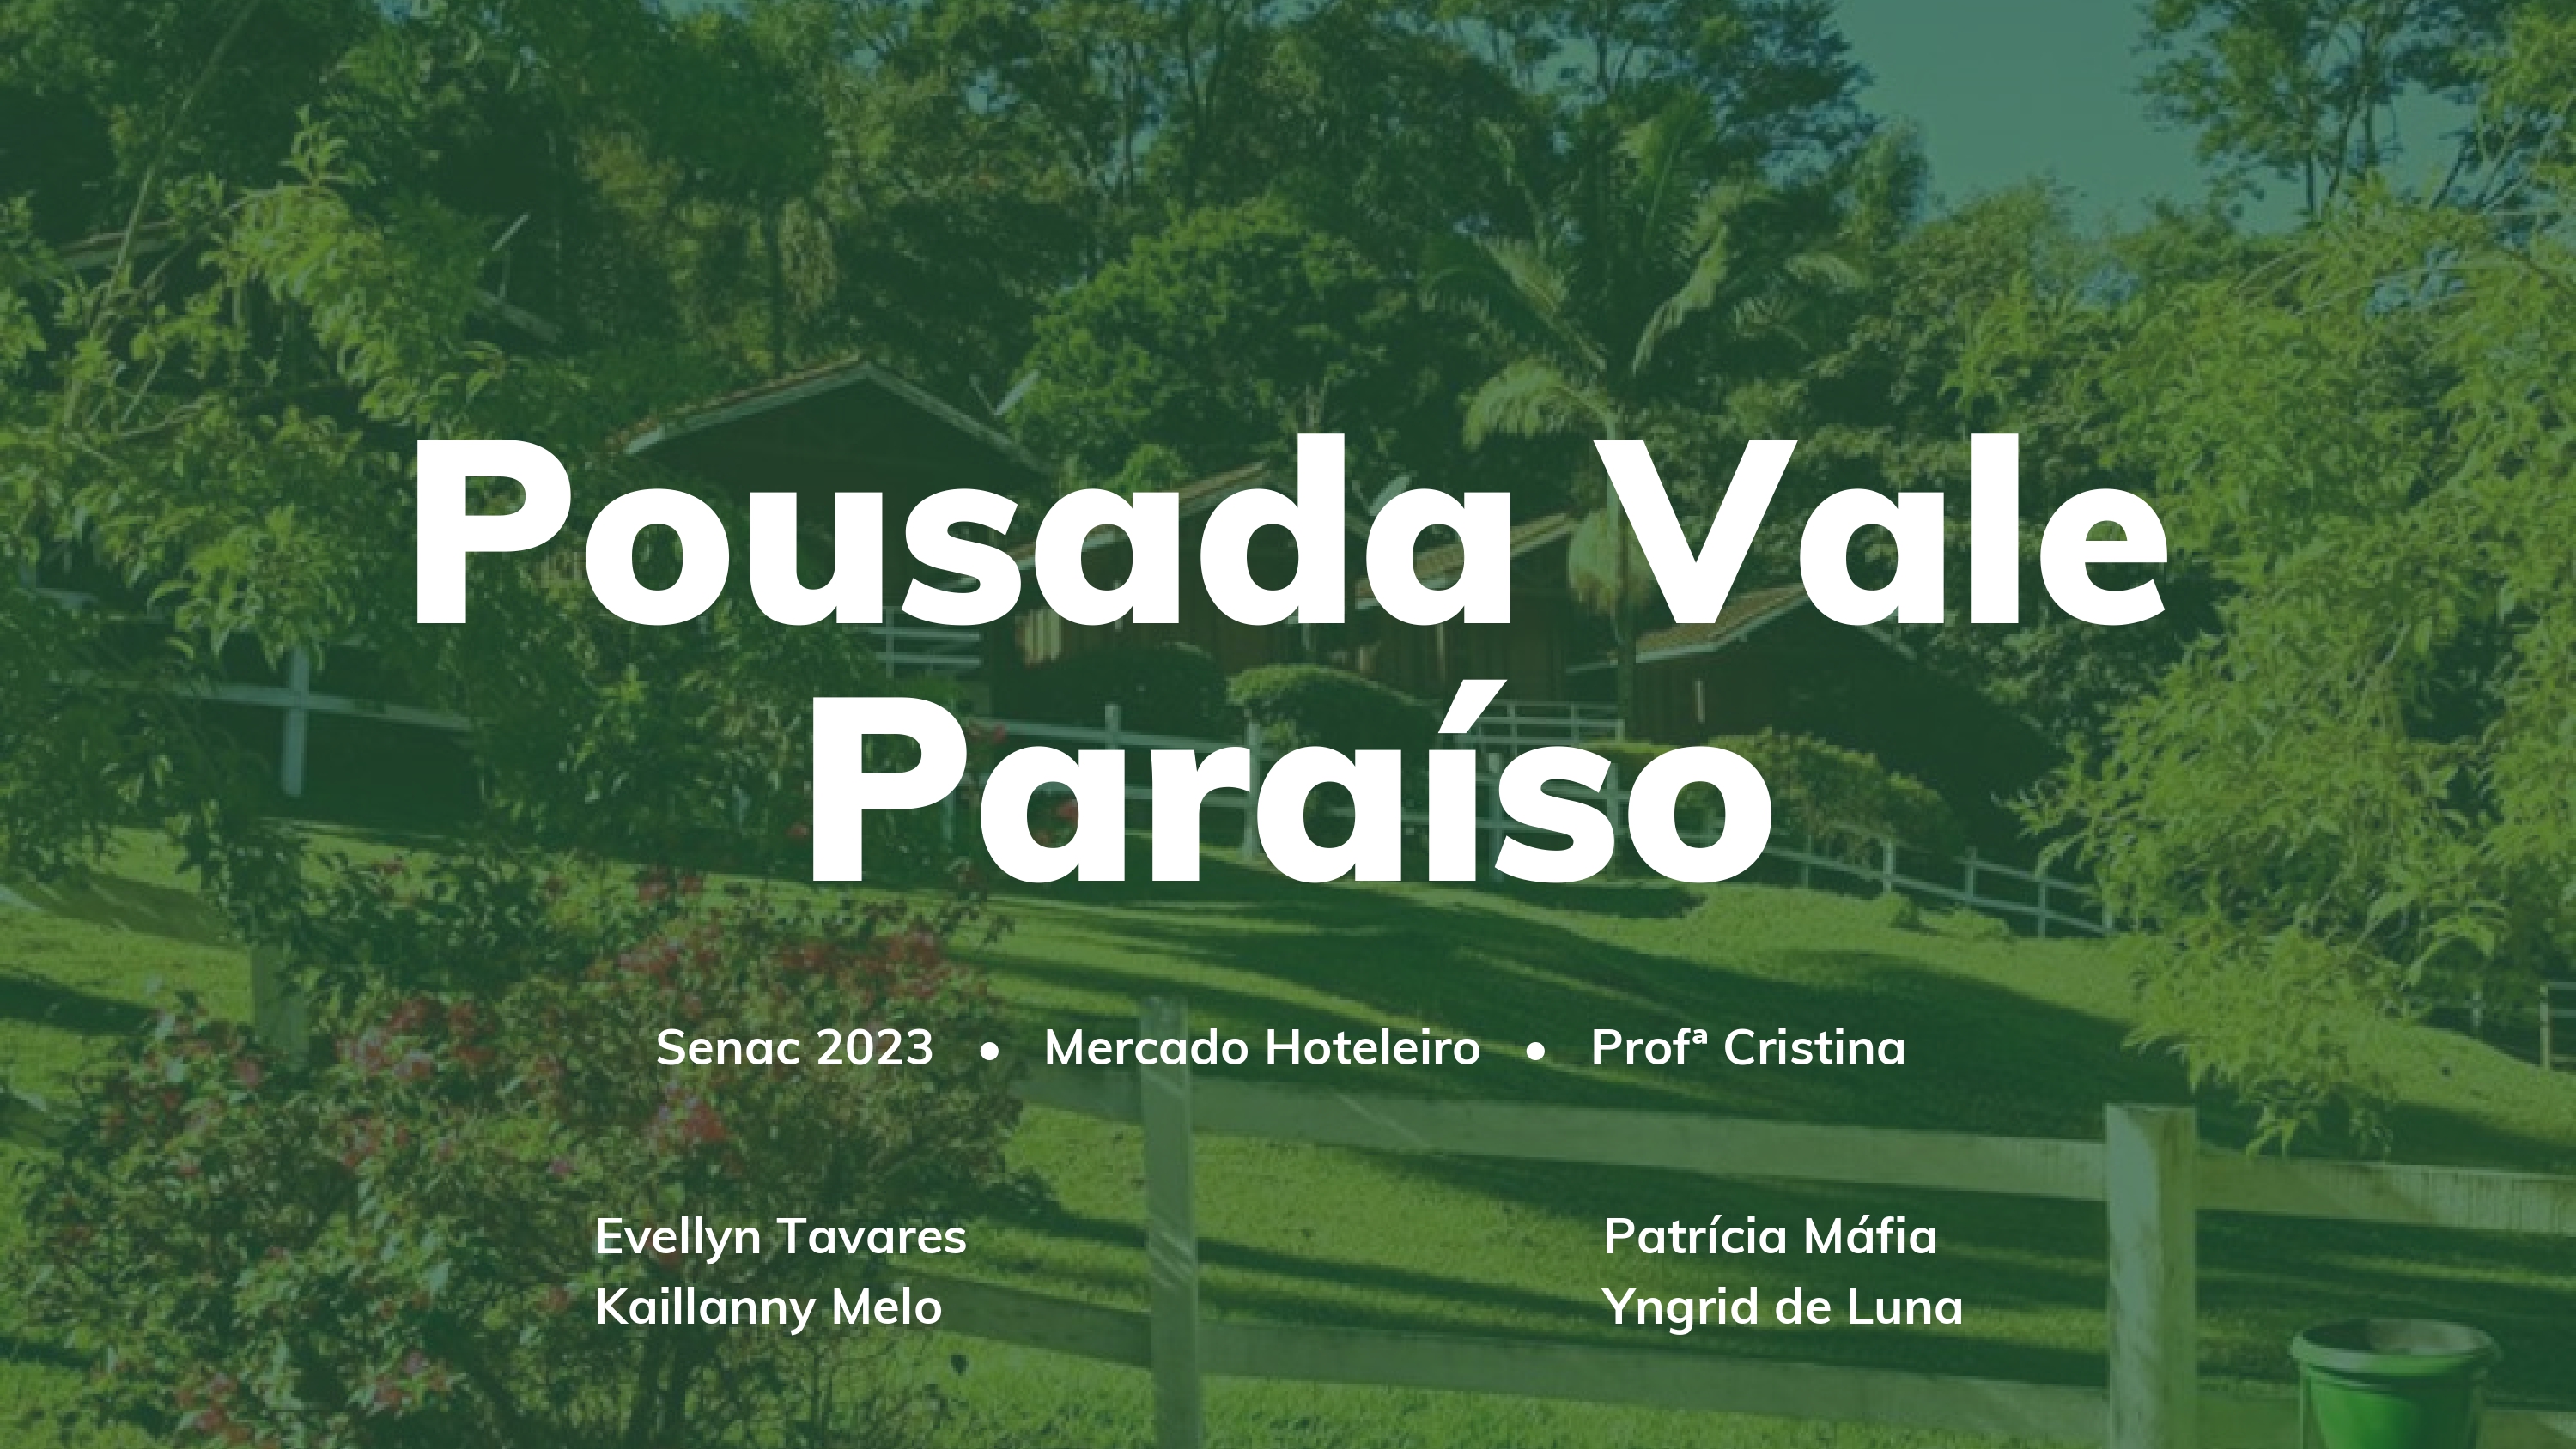 Pousada Vale
Paraíso
Senac 2023 • Mercado Hoteleiro • Profª Cristina
Evellyn Tavares
Kaillanny Melo
Patrícia Máfia
Yngrid de Luna